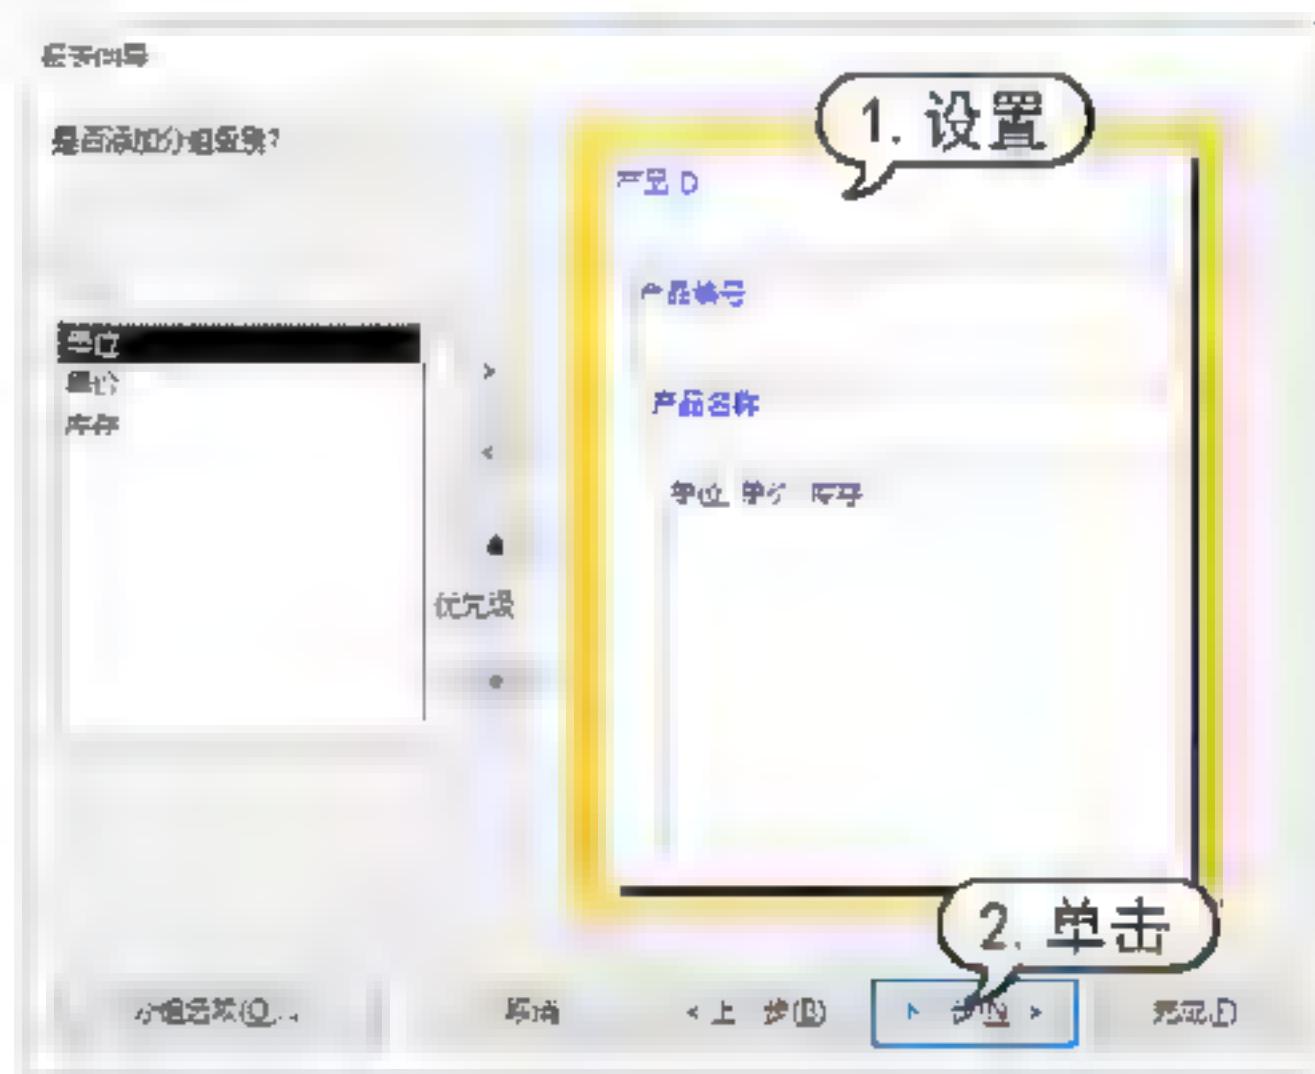 报表向导
是否添加分组级别?
1. 设置
产品ID
产品编号
产品名称
单位, 单价, 库存
单位
单价
库存
>
<
优先级
分组选项(O)...
取消
< 上一步(B)
下一步(N) >
完成(F)
2. 单击